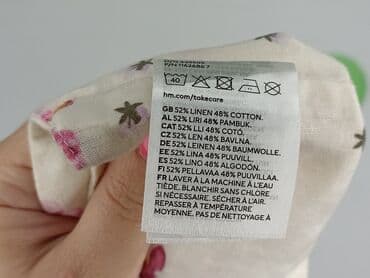 40
hm.com/takecare
GB 52% LINEN 48% COTTON.
AL 52% LIRI 48% PAMBUK.
CAT 52% LLI 48% COTÓ.
CZ 52% LEN 48% BAVLNA.
DE 52% LEINEN 48% BAUMWOLLE.
EE 52% LINA 48% PUUVILL.
ES 52% LINO 48% ALGODÓN.
FI 52% PELLAVAA 48% PUUVILLAA.
FR LAVER À LA MACHINE À L'EAU
TIÈDE. BLANCHIR SANS CHLORE
SI NÉCESSAIRE. SÉCHER À L'AIR.
REPASSER À TEMPÉRATURE
MOYENNE. PAS DE NETTOYAGE À